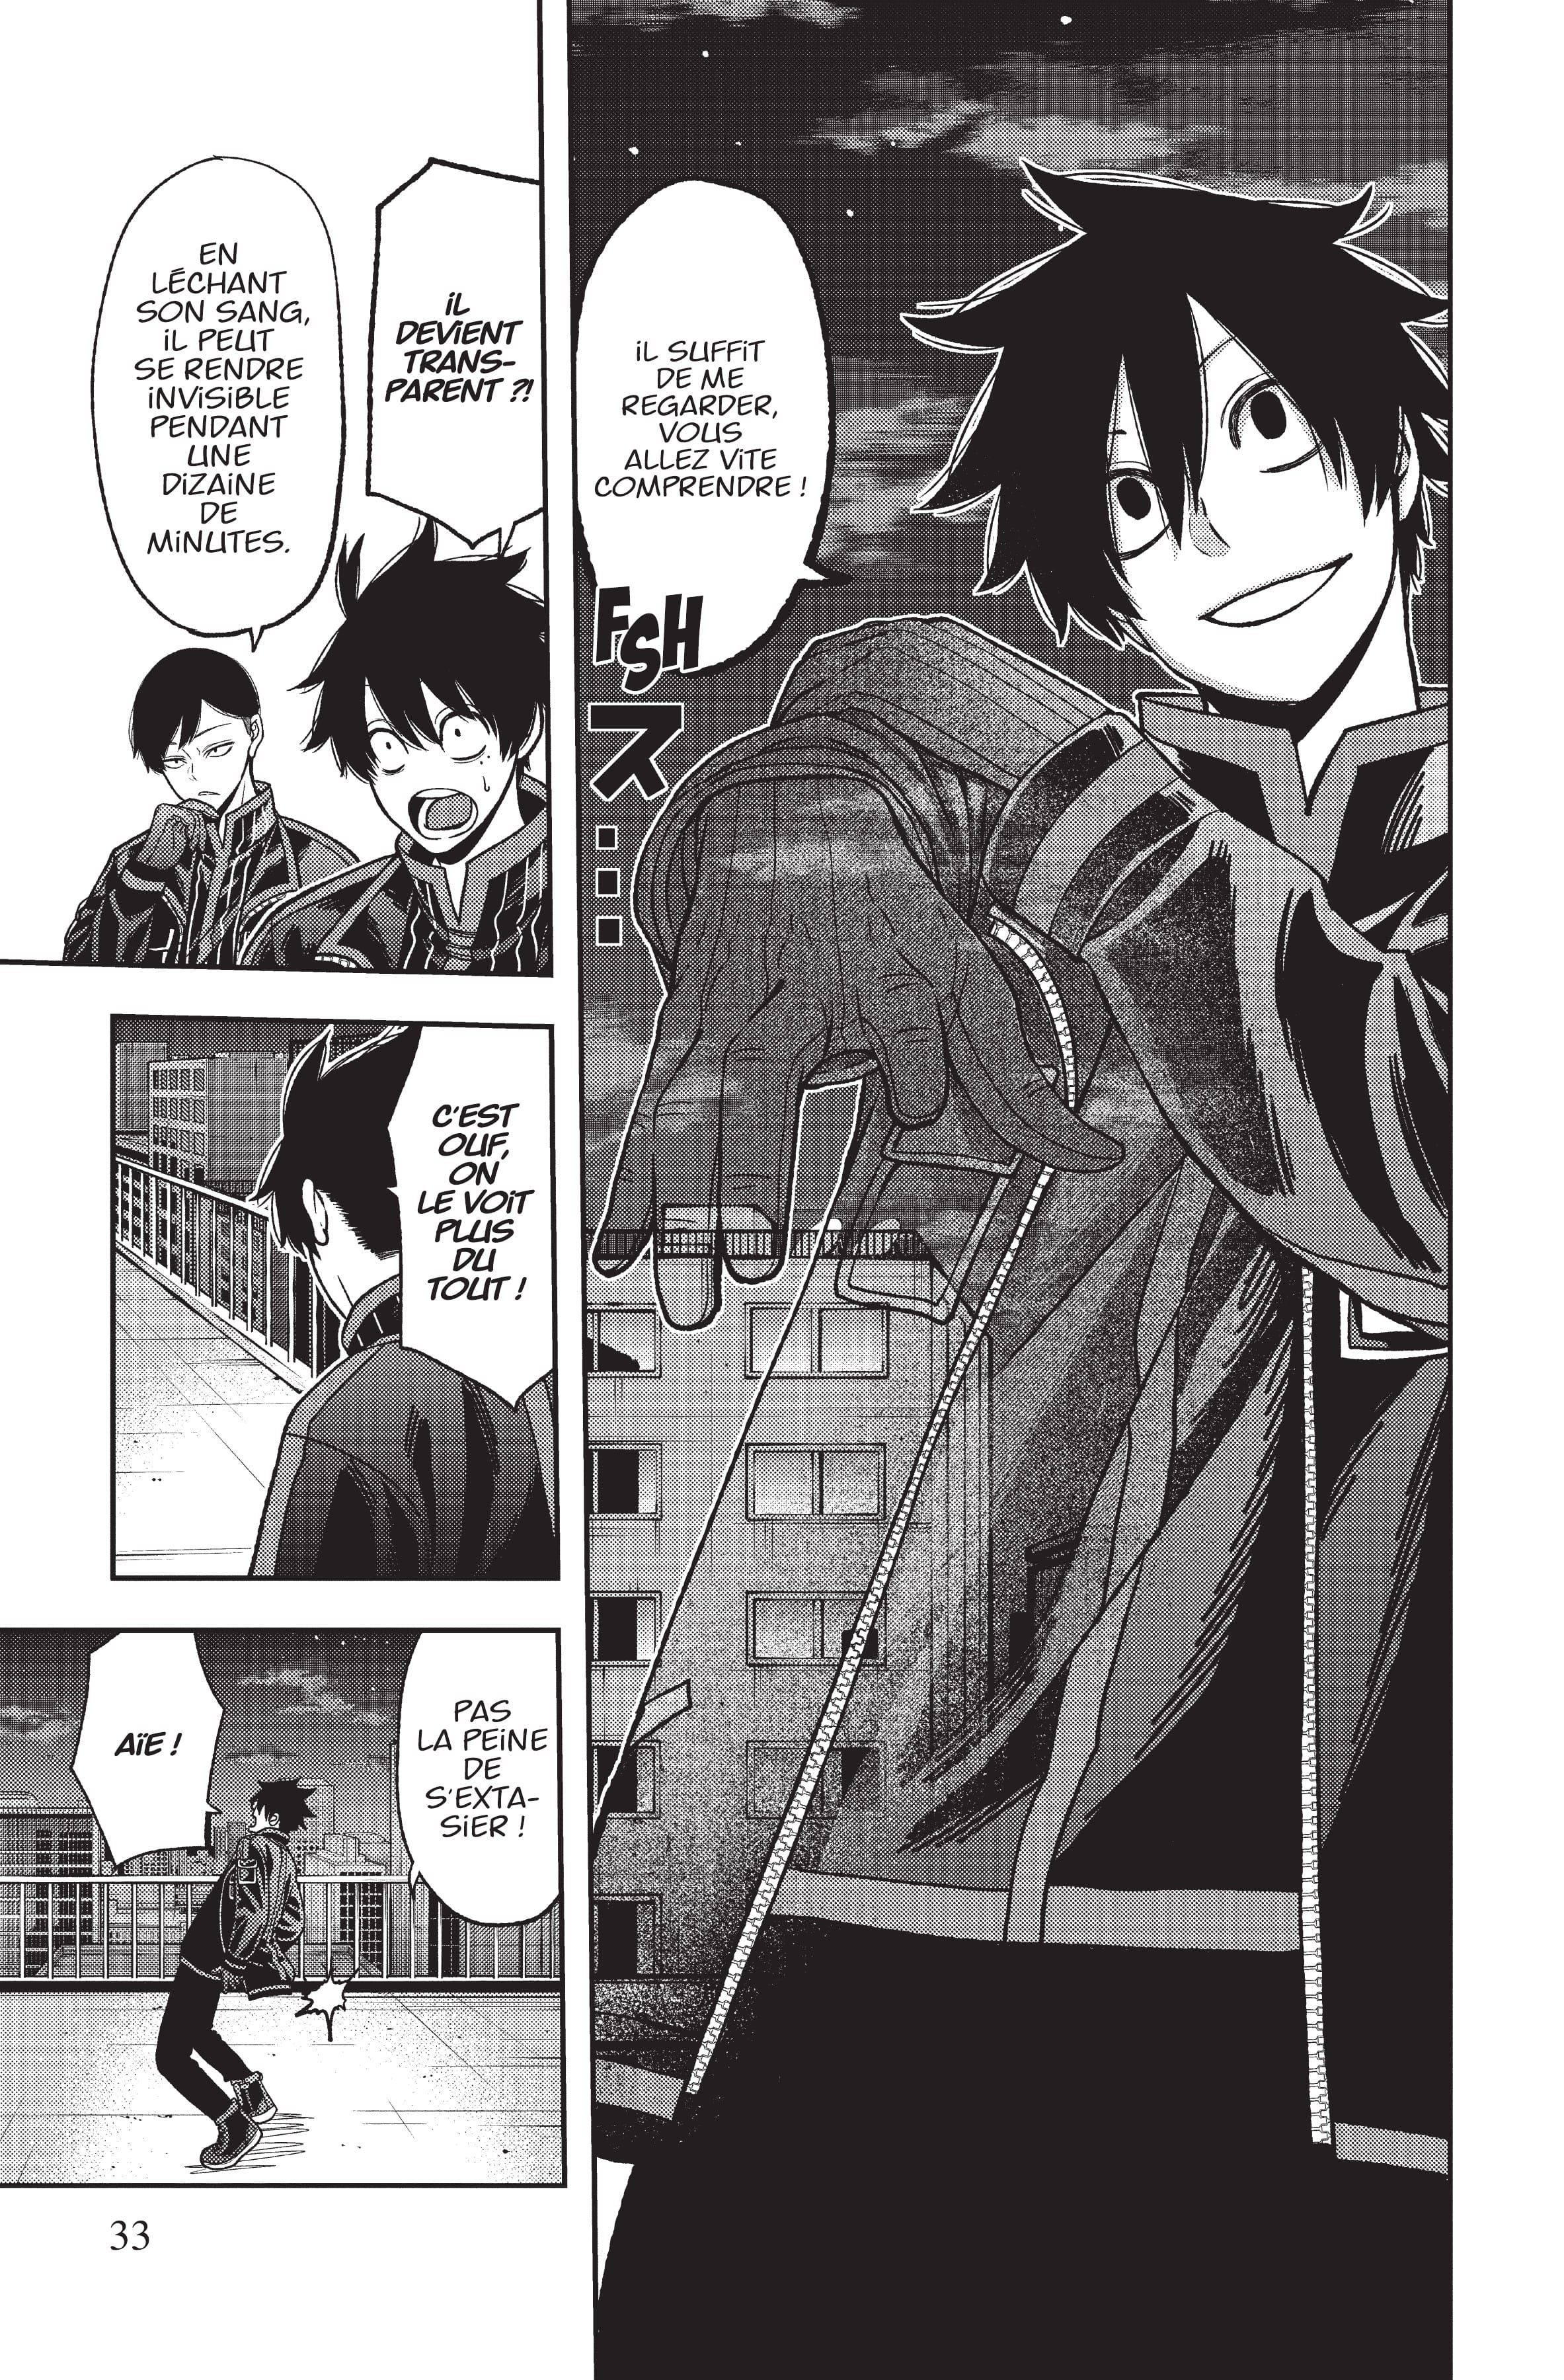 iL SUFFiT
DE ME
REGARDER,
VOUS
ALLEZ ViTE
COMPRENDRE !
FSH
ス…
iL
DEViENT
TRANS-
PARENT ?!
EN
LÉCHANT
SON SANG,
iL PEUT
SE RENDRE
iNViSiBLE
PENDANT
UNE
DiZAiNE
DE
MiNUTES.
C'EST
OUF,
ON
LE VOiT
PLUS
DU
TOUT !
PAS
LA PEiNE
DE
S'EXTA-
SiER !
AÏE !
33